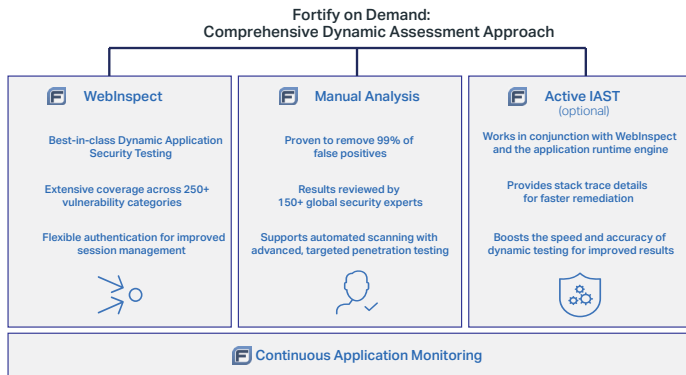 Fortify on Demand:
Comprehensive Dynamic Assessment Approach
WebInspect
Best-in-class Dynamic Application
Security Testing
Extensive coverage across 250+
vulnerability categories
Flexible authentication for improved
session management
Manual Analysis
Proven to remove 99% of
false positives
Results reviewed by
150+ global security experts
Supports automated scanning with
advanced, targeted penetration testing
Active IAST
(optional)
Works in conjunction with WebInspect
and the application runtime engine
Provides stack trace details
for faster remediation
Boosts the speed and accuracy of
dynamic testing for improved results
Continuous Application Monitoring